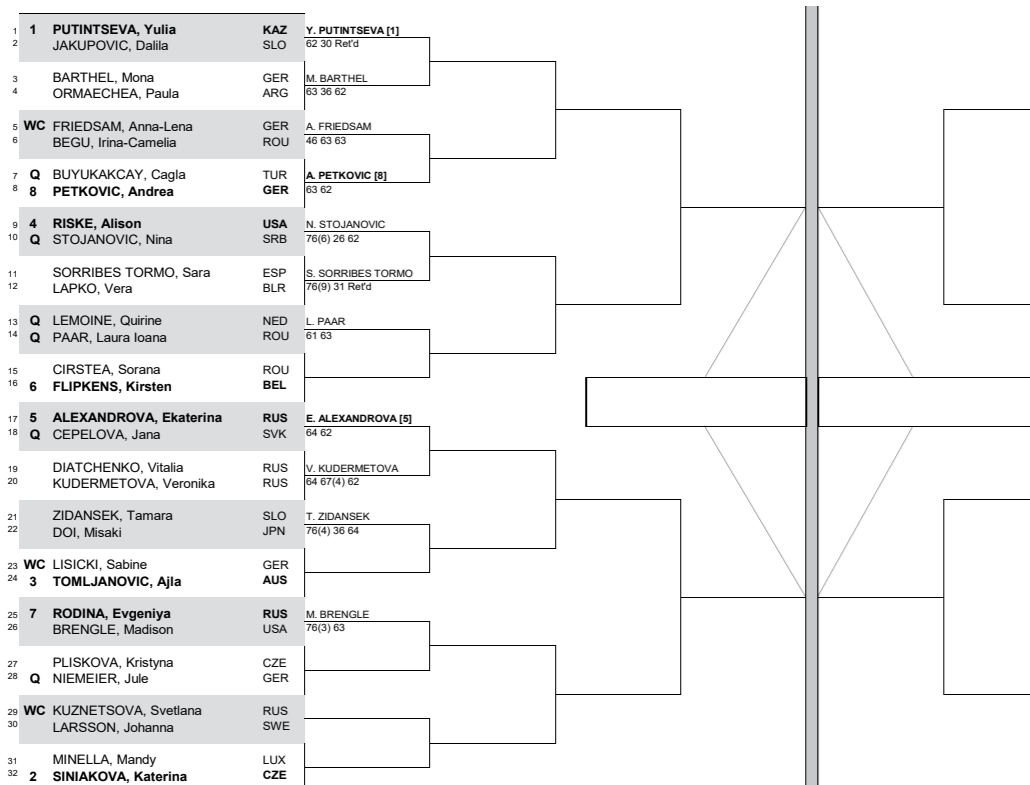 1 1 PUTINTSEVA, Yulia KAZ Y. PUTINTSEVA [1]
2 JAKUPOVIC, Dalila SLO 62 30 Ret'd
3 BARTHEL, Mona GER M. BARTHEL
4 ORMAECHEA, Paula ARG 63 36 62
5 WC FRIEDSAM, Anna-Lena GER A. FRIEDSAM
6 BEGU, Irina-Camelia ROU 46 63 63
7 Q BUYUKAKCAY, Cagla TUR A. PETKOVIC [8]
8 8 PETKOVIC, Andrea GER 63 62
9 4 RISKE, Alison USA N. STOJANOVIC
10 Q STOJANOVIC, Nina SRB 76(6) 26 62
11 SORRIBES TORMO, Sara ESP S. SORRIBES TORMO
12 LAPKO, Vera BLR 76(9) 31 Ret'd
13 Q LEMOINE, Quirine NED L. PAAR
14 Q PAAR, Laura Ioana ROU 61 63
15 CIRSTEA, Sorana ROU
16 6 FLIPKENS, Kirsten BEL
17 5 ALEXANDROVA, Ekaterina RUS E. ALEXANDROVA [5]
18 Q CEPELOVA, Jana SVK 64 62
19 DIATCHENKO, Vitalia RUS V. KUDERMETOVA
20 KUDERMETOVA, Veronika RUS 64 67(4) 62
21 ZIDANSEK, Tamara SLO T. ZIDANSEK
22 DOI, Misaki JPN 76(4) 36 64
23 WC LISICKI, Sabine GER
24 3 TOMLJANOVIC, Ajla AUS
25 7 RODINA, Evgeniya RUS M. BRENGLE
26 BRENGLE, Madison USA 76(3) 63
27 PLISKOVA, Kristyna CZE
28 Q NIEMEIER, Jule GER
29 WC KUZNETSOVA, Svetlana RUS
30 LARSSON, Johanna SWE
31 MINELLA, Mandy LUX
32 2 SINIAKOVA, Katerina CZE